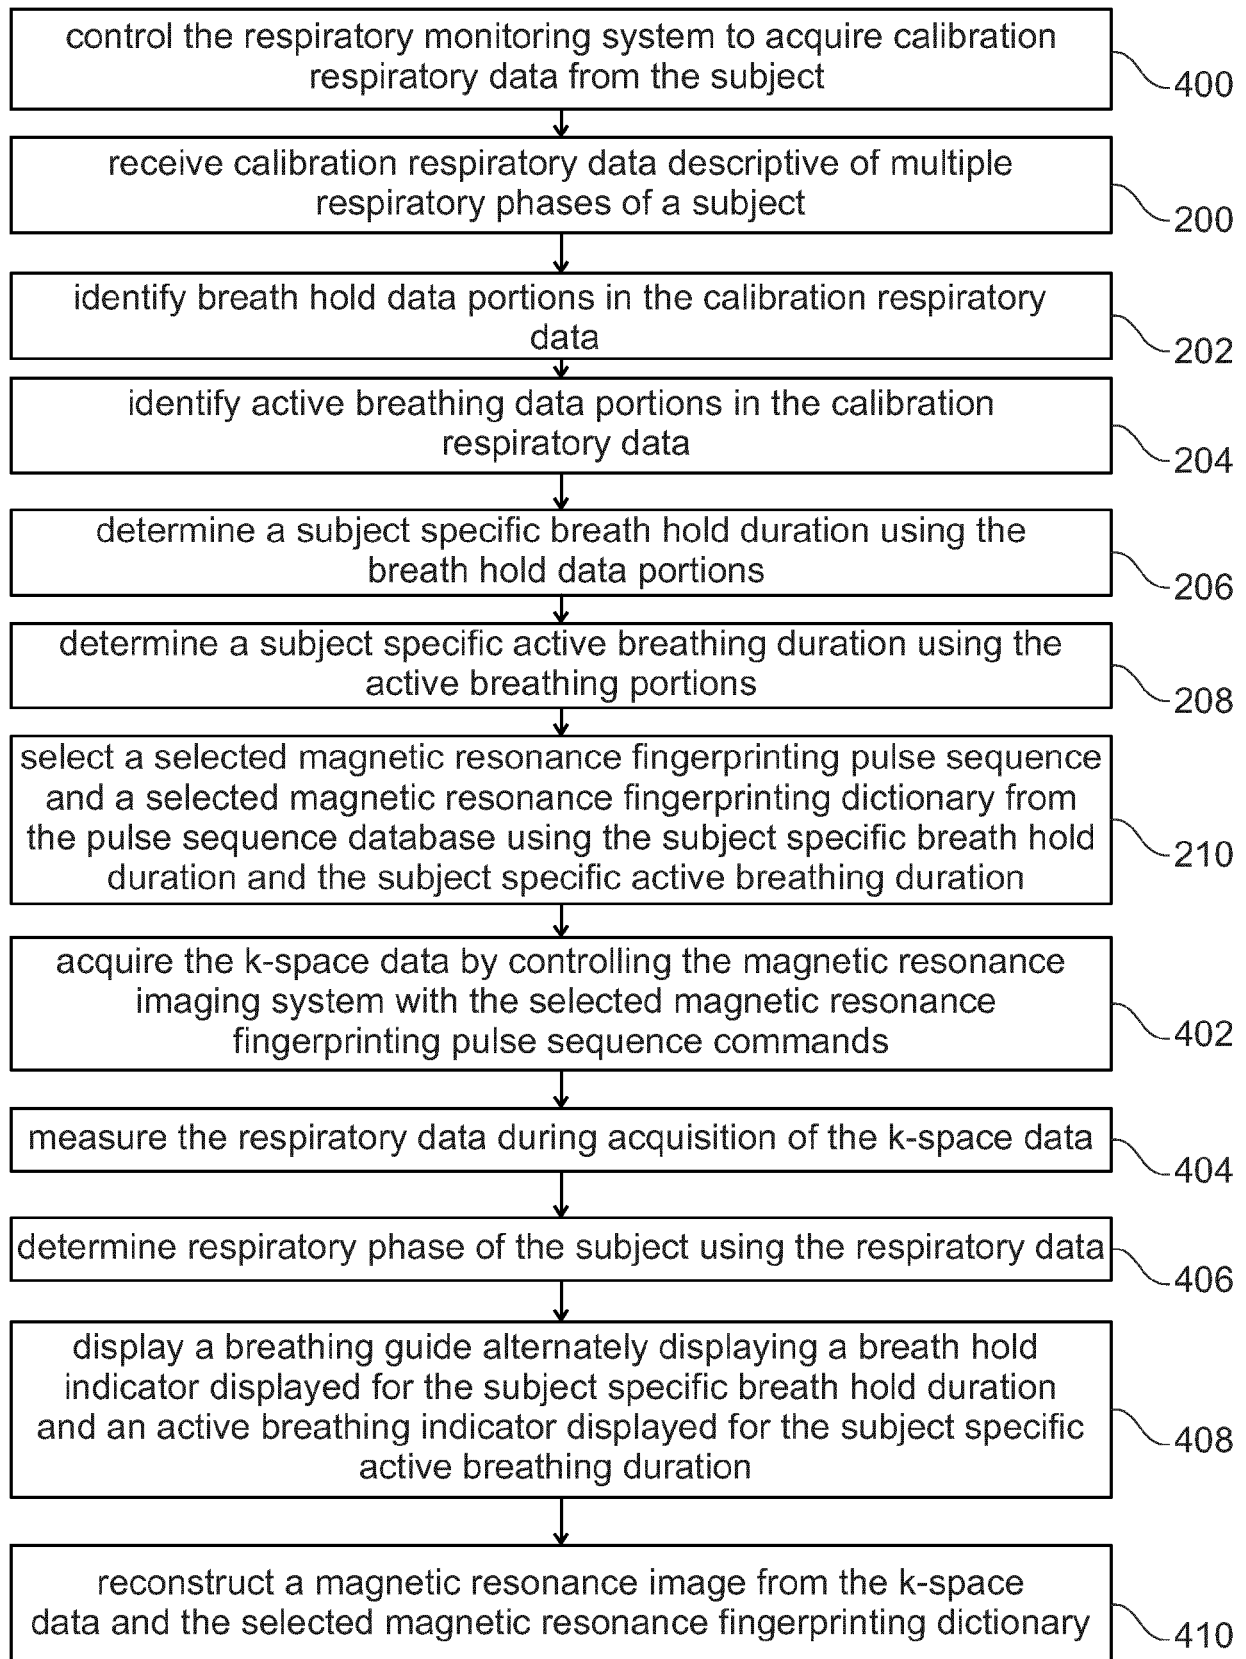 control the respiratory monitoring system to acquire calibration
respiratory data from the subject
400
receive calibration respiratory data descriptive of multiple
respiratory phases of a subject
200
identify breath hold data portions in the calibration respiratory
data
202
identify active breathing data portions in the calibration
respiratory data
204
determine a subject specific breath hold duration using the
breath hold data portions
206
determine a subject specific active breathing duration using the
active breathing portions
208
select a selected magnetic resonance fingerprinting pulse sequence
and a selected magnetic resonance fingerprinting dictionary from
the pulse sequence database using the subject specific breath hold
duration and the subject specific active breathing duration
210
acquire the k-space data by controlling the magnetic resonance
imaging system with the selected magnetic resonance
fingerprinting pulse sequence commands
402
measure the respiratory data during acquisition of the k-space data
404
determine respiratory phase of the subject using the respiratory data
406
display a breathing guide alternately displaying a breath hold
indicator displayed for the subject specific breath hold duration
and an active breathing indicator displayed for the subject specific
active breathing duration
408
reconstruct a magnetic resonance image from the k-space
data and the selected magnetic resonance fingerprinting dictionary
410